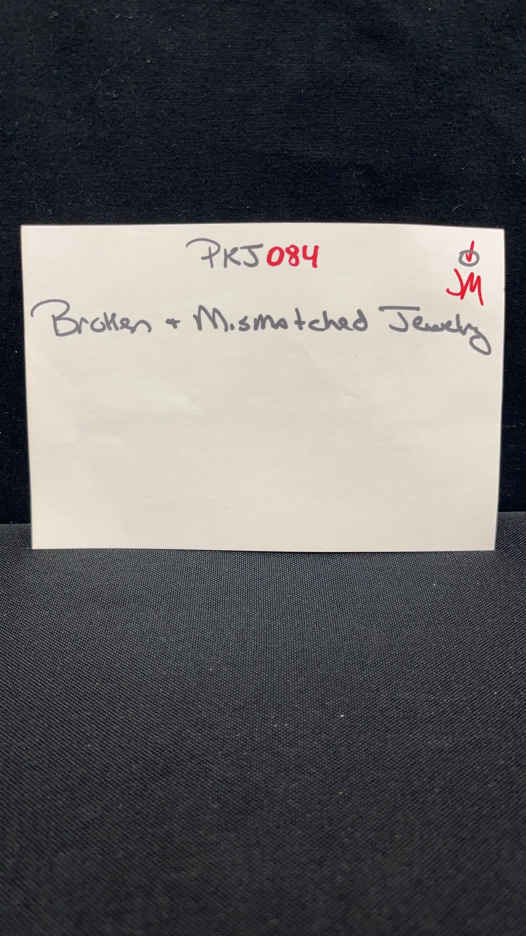 PKJ084
JM
Broken + Mismatched Jewelry